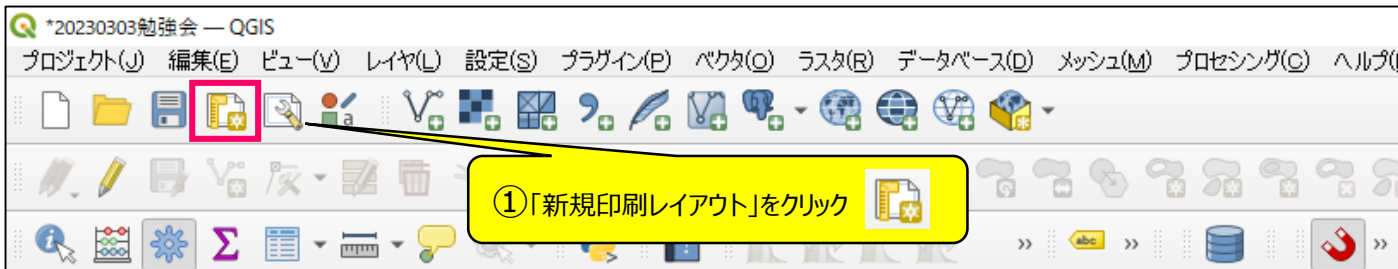 *20230303勉強会 — QGIS
プロジェクト(J) 編集(E) ビュー(V) レイヤ(L) 設定(S) プラグイン(P) ベクタ(O) ラスタ(R) データベース(D) メッシュ(M) プロセシング(C) ヘルプ(
a
①「新規印刷レイアウト」をクリック
abc